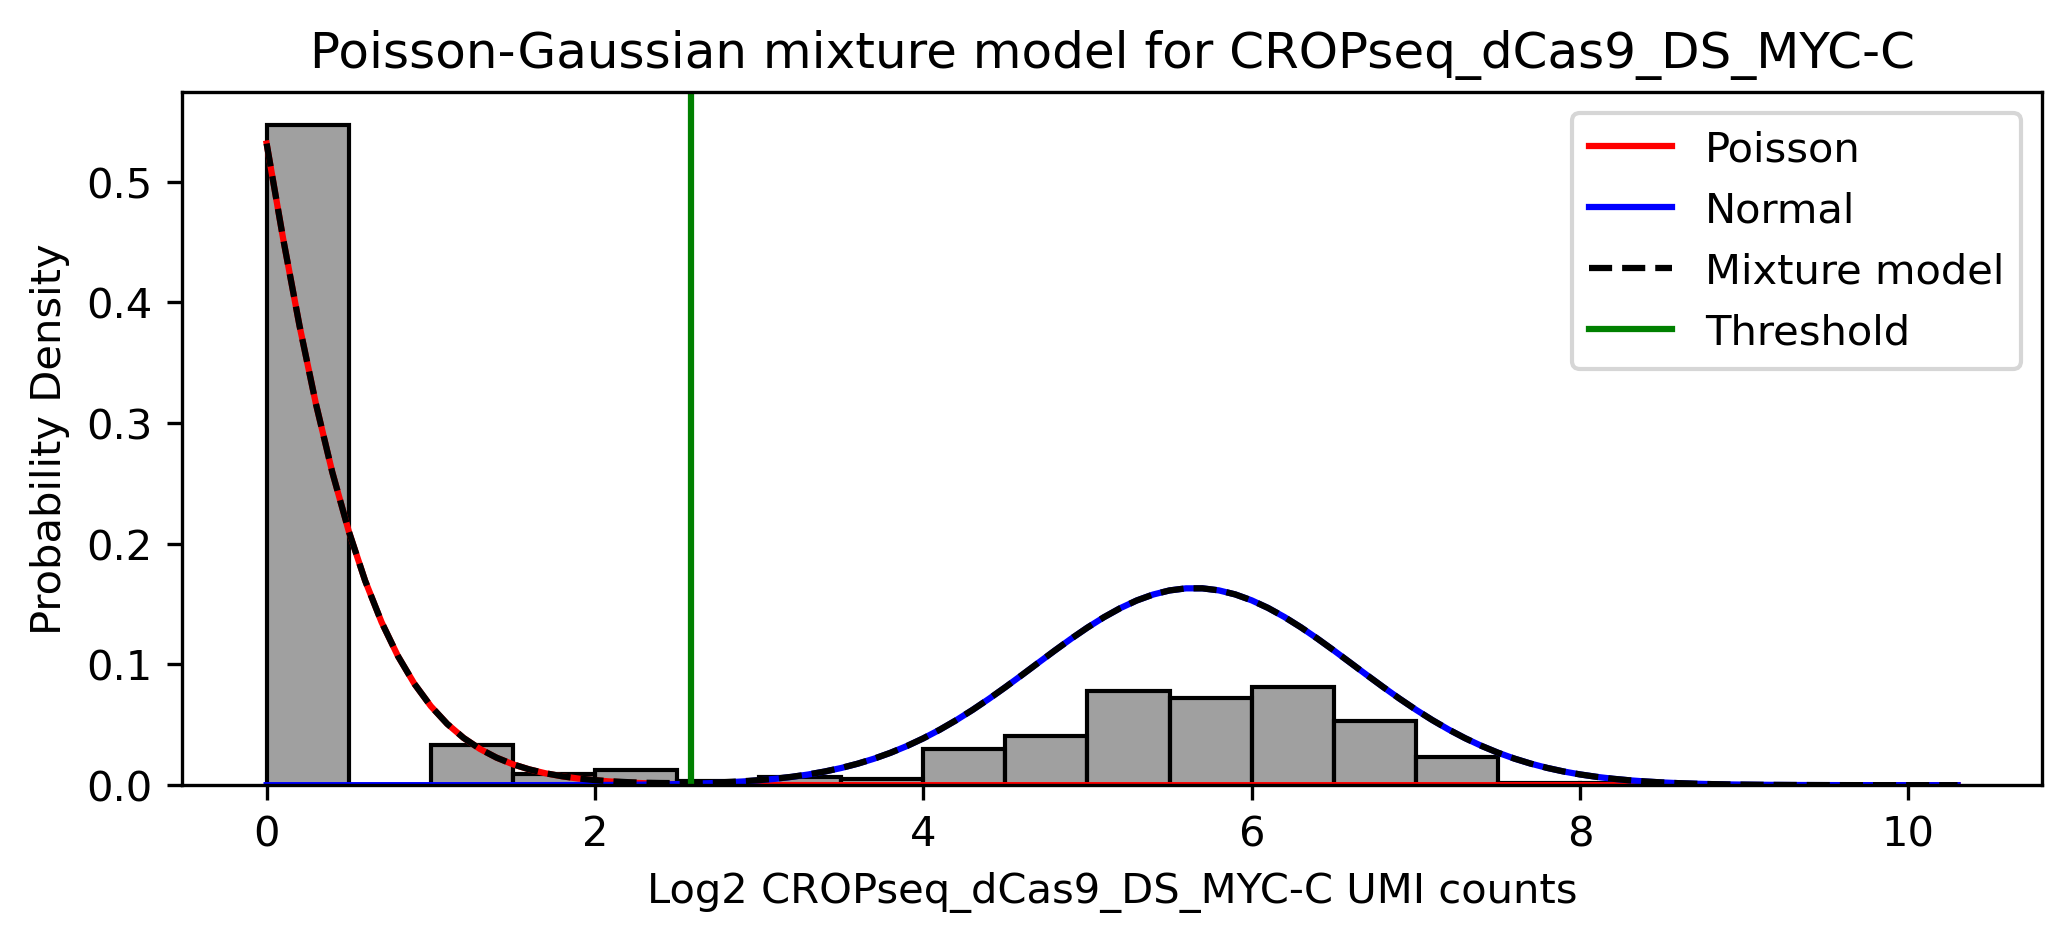 Poisson-Gaussian mixture model for CROPseq_dCas9_DS_MYC-C
Probability Density
0.5
0.4
0.3
0.2
0.1
0.0
0 2 4 6 8 10
Log2 CROPseq_dCas9_DS_MYC-C UMI counts
Poisson
Normal
Mixture model
Threshold